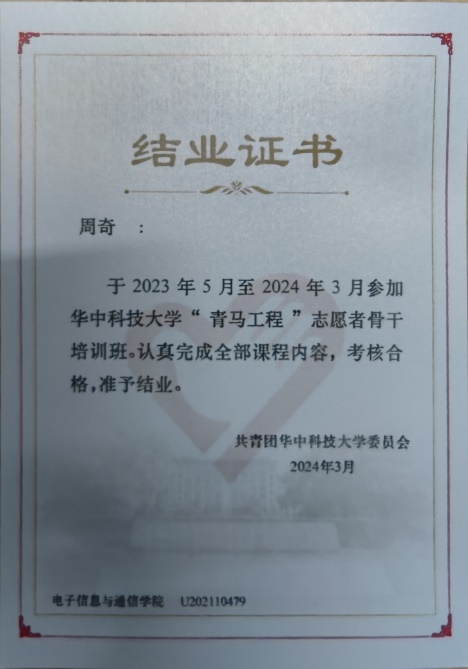 结业证书
周奇 :
于 2023 年 5 月至 2024 年 3 月参加
华中科技大学“ 青马工程 ”志愿者骨干
培训班。认真完成全部课程内容，考核合
格，准予结业。
共青团华中科技大学委员会
2024年3月
电子信息与通信学院 U202110479